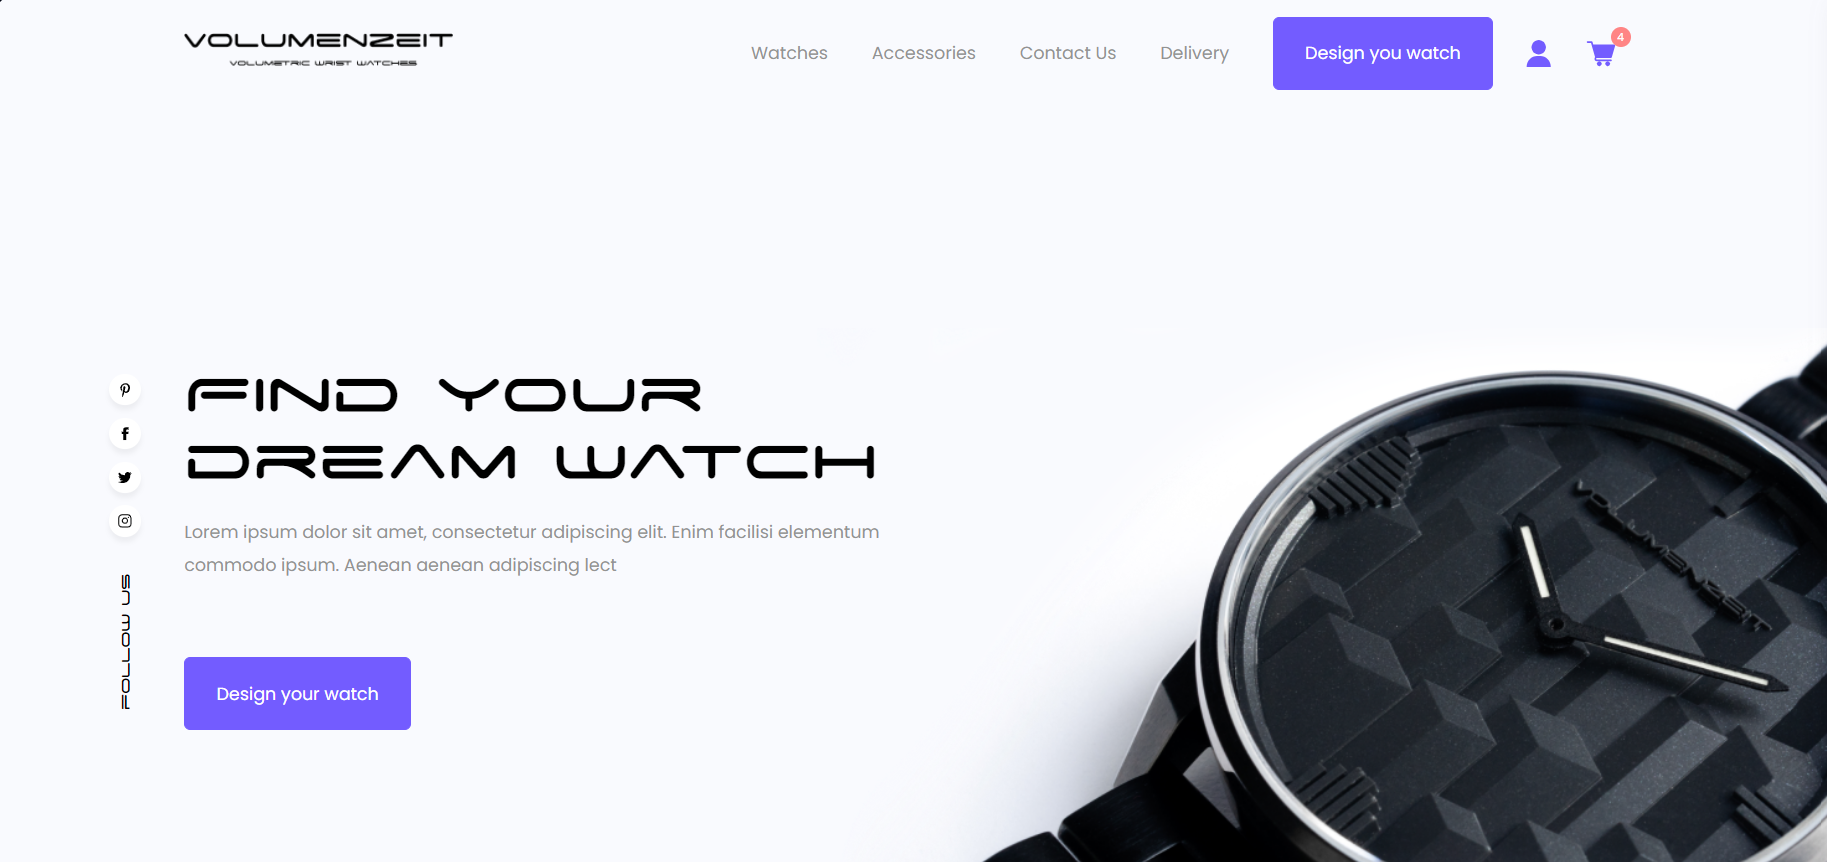 VOLUMENZEIT
VOLUMETRIC WRIST WATCHES
Watches
Accessories
Contact Us
Delivery
Design you watch
4
FIND YOUR
DREAM WATCH
Lorem ipsum dolor sit amet, consectetur adipiscing elit. Enim facilisi elementum
commodo ipsum. Aenean aenean adipiscing lect
Design your watch
FOLLOW US
VOLUMENZEIT